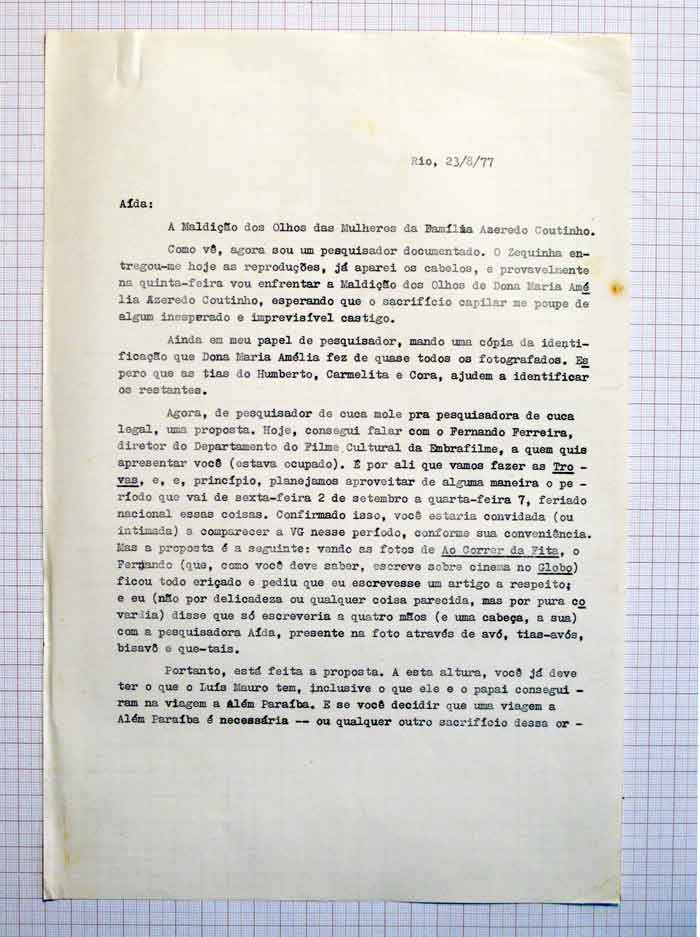 Rio, 23/8/77
Aída:
A Maldição dos Olhos das Mulheres da Família Azeredo Coutinho.
Como vê, agora sou um pesquisador documentado. O Zequinha en-
tregou-me hoje as reproduções, já aparei os cabelos, e provavelmente
na quinta-feira vou enfrentar a Maldição dos Olhos de Dona Maria Amé
lia Azeredo Coutinho, esperando que o sacrifício capilar me poupe de
algum inesperado e imprevisível castigo.
Ainda em meu papel de pesquisador, mando uma cópia da identi-
ficação que Dona Maria Amélia fez de quase todos os fotografados. Es
pero que as tias do Humberto, Carmelita e Cora, ajudem a identificar
os restantes.
Agora, de pesquisador de cuca mole pra pesquisadora de cuca
legal, uma proposta. Hoje, consegui falar com o Fernando Ferreira,
diretor do Departamento do Filme Cultural da Embrafilme, a quem quis
apresentar você (estava ocupado). É por ali que vamos fazer as Tro -
vas, e, e, princípio, planejamos aproveitar de alguma maneira o pe -
ríodo que vai de sexta-feira 2 de setembro a quarta-feira 7, feriado
nacional essas coisas. Confirmado isso, você estaria convidada (ou
intimada) a comparecer a VG nesse período, conforme sua conveniência.
Mas a proposta é a seguinte: vendo as fotos de Ao Correr da Fita, o
Fernando (que, como você deve saber, escreve sobre cinema no Globo)
ficou todo eriçado e pediu que eu escrevesse um artigo a respeito;
e eu (não por delicadeza ou qualquer coisa parecida, mas por pura co
vardia) disse que só escreveria a quatro mãos (e uma cabeça, a sua)
com a pesquisadora Aída, presente na foto através de avó, tias-avós,
bisavô e que-tais.
Portanto, está feita a proposta. A esta altura, você já deve
ter o que o Luís Mauro tem, inclusive o que ele e o papai consegui -
ram na viagem a Além Paraíba. E se você decidir que uma viagem a
Além Paraíba é necessária -- ou qualquer outro sacrifício dessa or -